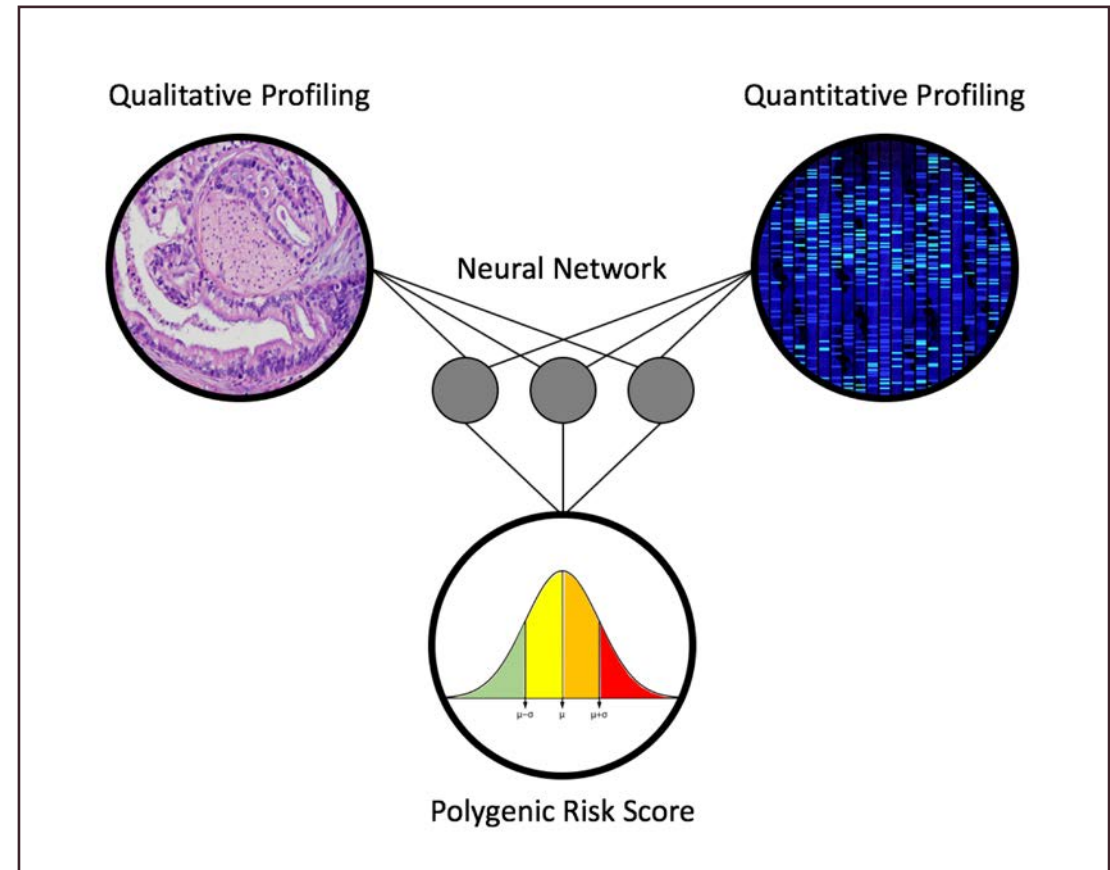 Qualitative Profiling
Quantitative Profiling
Neural Network
μ−σ
μ
μ+σ
Polygenic Risk Score